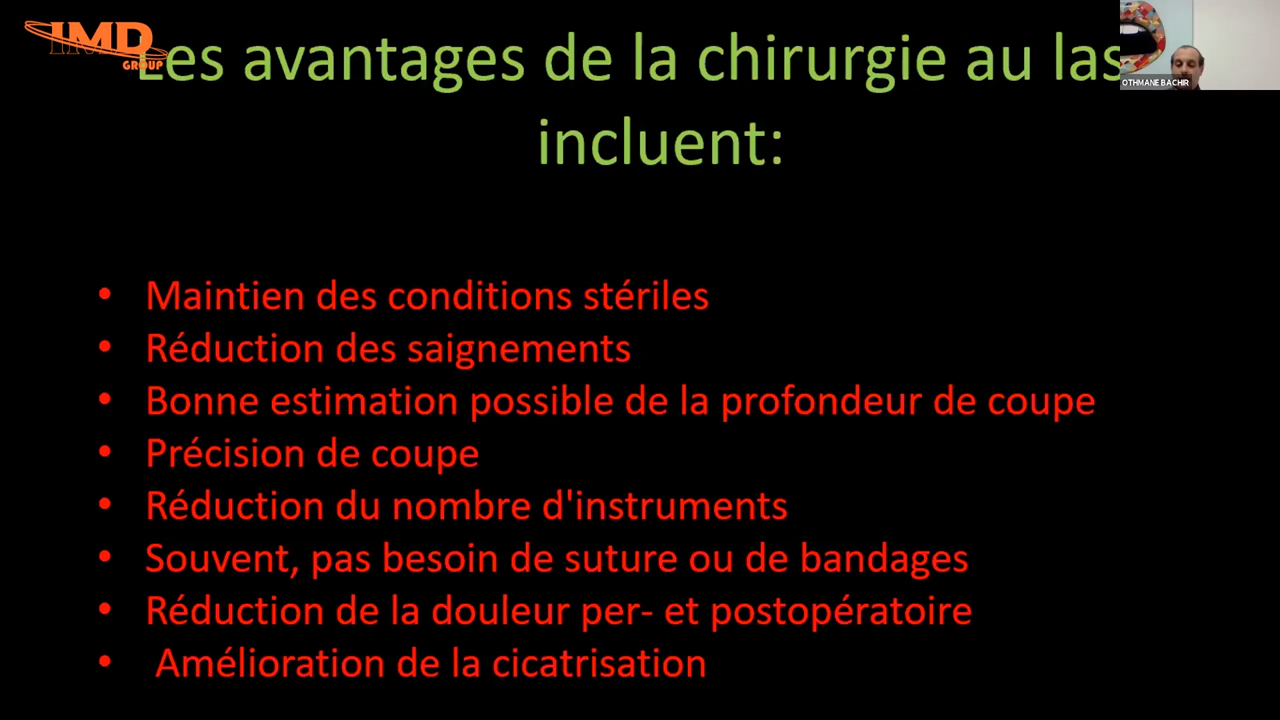 IMD
GROUP
Les avantages de la chirurgie au las
incluent:
OTHMANE BACHIR
• Maintien des conditions stériles
• Réduction des saignements
• Bonne estimation possible de la profondeur de coupe
• Précision de coupe
• Réduction du nombre d'instruments
• Souvent, pas besoin de suture ou de bandages
• Réduction de la douleur per- et postopératoire
• Amélioration de la cicatrisation